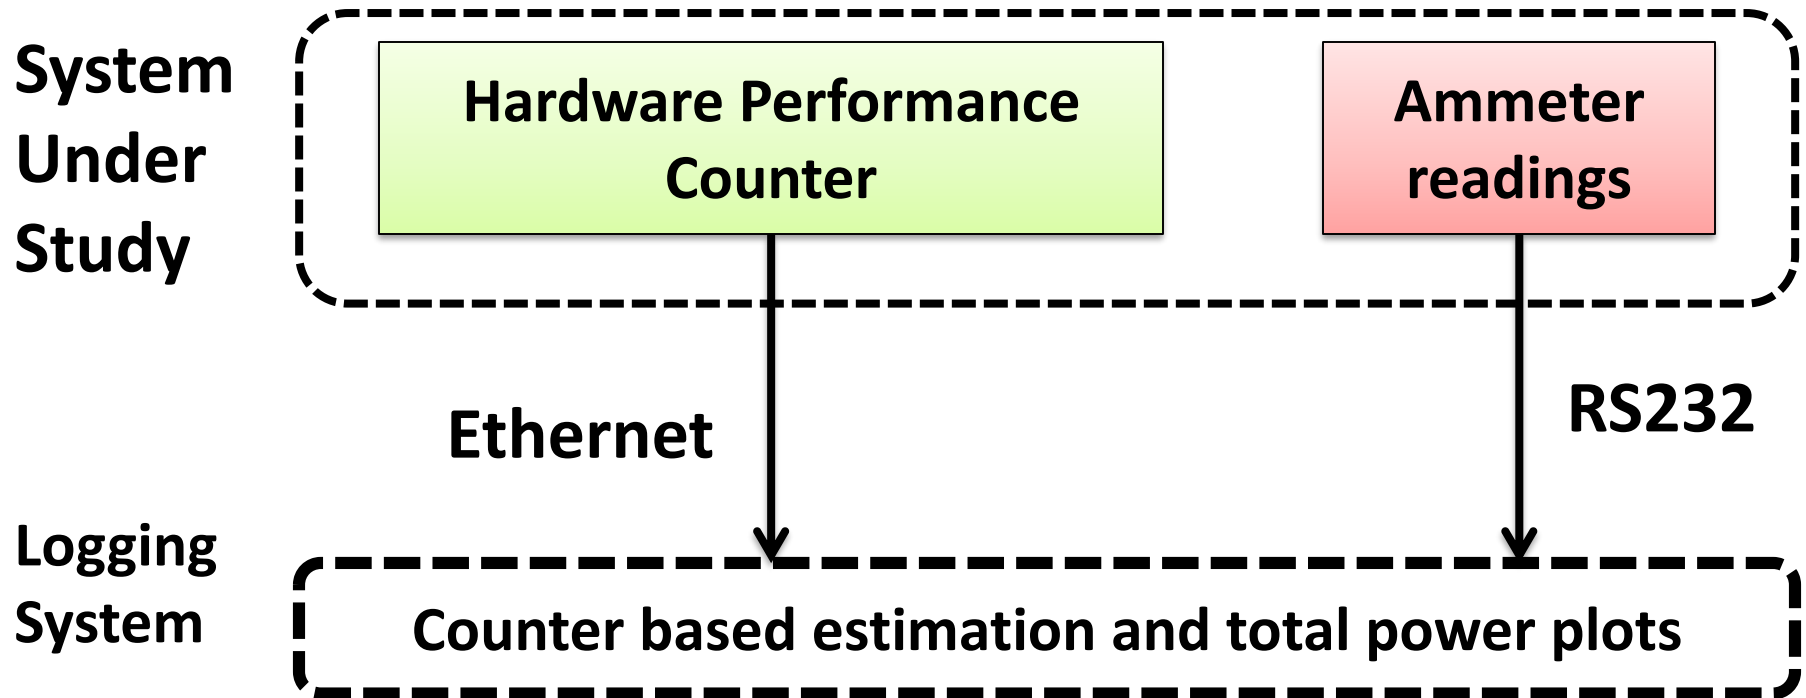 System
Under
Study
Hardware Performance
Counter
Ammeter
readings
Ethernet
RS232
Logging
System
Counter based estimation and total power plots